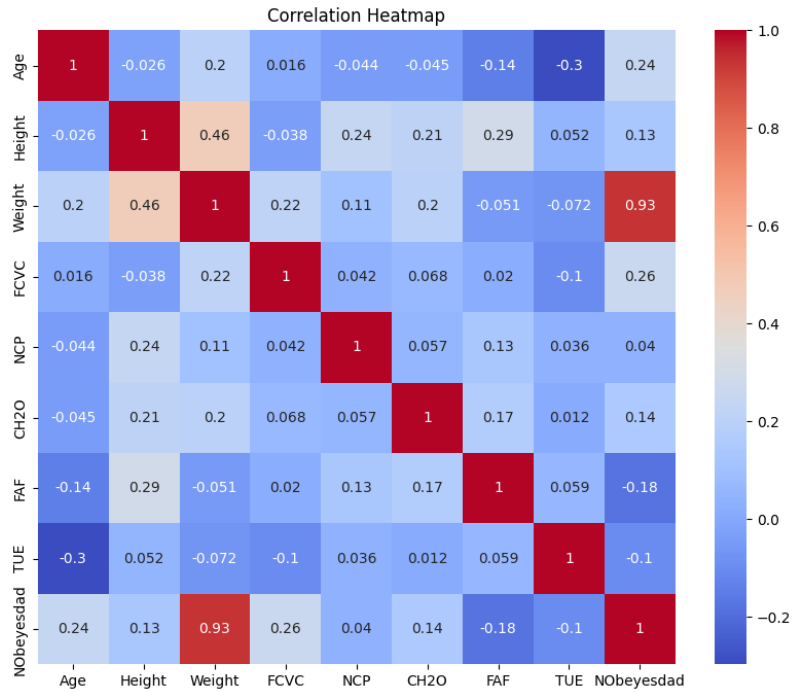 Correlation Heatmap
Age 1 -0.026 0.2 0.016 -0.044 -0.045 -0.14 -0.3 0.24
Height -0.026 1 0.46 -0.038 0.24 0.21 0.29 0.052 0.13
Weight 0.2 0.46 1 0.22 0.11 0.2 -0.051 -0.072 0.93
FCVC 0.016 -0.038 0.22 1 0.042 0.068 0.02 -0.1 0.26
NCP -0.044 0.24 0.11 0.042 1 0.057 0.13 0.036 0.04
CH2O -0.045 0.21 0.2 0.068 0.057 1 0.17 0.012 0.14
FAF -0.14 0.29 -0.051 0.02 0.13 0.17 1 0.059 -0.18
TUE -0.3 0.052 -0.072 -0.1 0.036 0.012 0.059 1 -0.1
NObeyesdad 0.24 0.13 0.93 0.26 0.04 0.14 -0.18 -0.1 1
Age Height Weight FCVC NCP CH2O FAF TUE NObeyesdad
1.0
0.8
0.6
0.4
0.2
0.0
−0.2